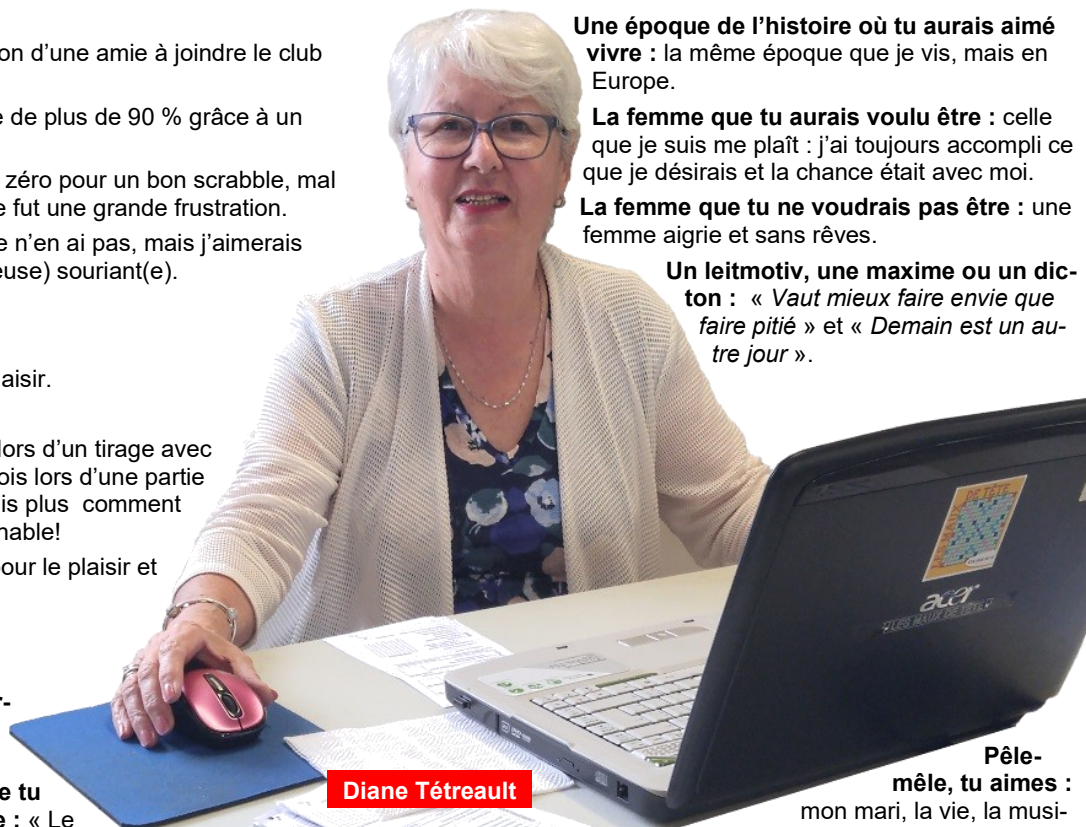 on d'une amie à joindre le club
e de plus de 90 % grâce à un
zéro pour un bon scrabble, mal
e fut une grande frustration.
e n'en ai pas, mais j'aimerais
euse) souriant(e).
aisir.
lors d'un tirage avec
ois lors d'une partie
is plus comment
nable!
our le plaisir et
r-
e tu
e : « Le
Une époque de l'histoire où tu aurais aimé
vivre : la même époque que je vis, mais en
Europe.
La femme que tu aurais voulu être : celle
que je suis me plaît : j'ai toujours accompli ce
que je désirais et la chance était avec moi.
La femme que tu ne voudrais pas être : une
femme aigrie et sans rêves.
Un leitmotiv, une maxime ou un dic-
ton : « Vaut mieux faire envie que
faire pitié » et « Demain est un au-
tre jour ».
DE TÊTE
acer
LES MAUX DE TÊTE
Diane Tétreault
Pêle-
mêle, tu aimes :
mon mari, la vie, la musi-